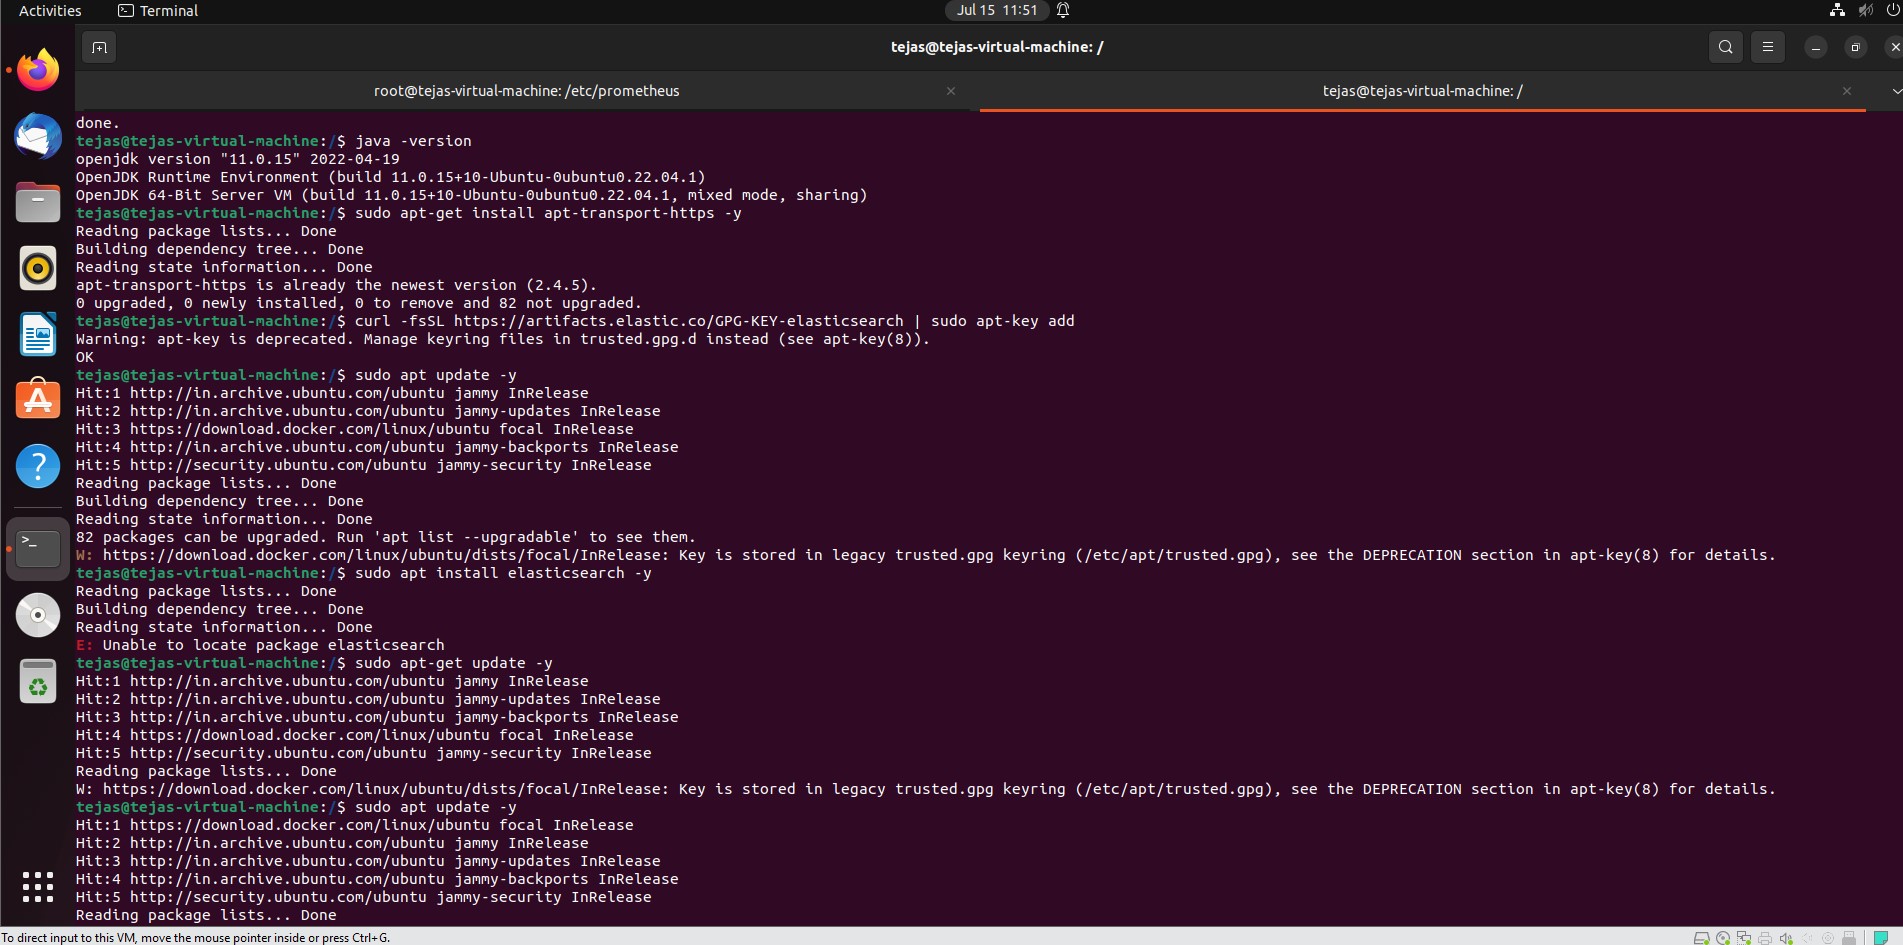 Activities
Terminal
Jul 15 11:51
tejas@tejas-virtual-machine: /
root@tejas-virtual-machine: /etc/prometheus
tejas@tejas-virtual-machine: /
done.
tejas@tejas-virtual-machine:/$ java -version
openjdk version "11.0.15" 2022-04-19
OpenJDK Runtime Environment (build 11.0.15+10-Ubuntu-0ubuntu0.22.04.1)
OpenJDK 64-Bit Server VM (build 11.0.15+10-Ubuntu-0ubuntu0.22.04.1, mixed mode, sharing)
tejas@tejas-virtual-machine:/$ sudo apt-get install apt-transport-https -y
Reading package lists... Done
Building dependency tree... Done
Reading state information... Done
apt-transport-https is already the newest version (2.4.5).
0 upgraded, 0 newly installed, 0 to remove and 82 not upgraded.
tejas@tejas-virtual-machine:/$ curl -fsSL https://artifacts.elastic.co/GPG-KEY-elasticsearch | sudo apt-key add
Warning: apt-key is deprecated. Manage keyring files in trusted.gpg.d instead (see apt-key(8)).
OK
tejas@tejas-virtual-machine:/$ sudo apt update -y
Hit:1 http://in.archive.ubuntu.com/ubuntu jammy InRelease
Hit:2 http://in.archive.ubuntu.com/ubuntu jammy-updates InRelease
Hit:3 https://download.docker.com/linux/ubuntu focal InRelease
Hit:4 http://in.archive.ubuntu.com/ubuntu jammy-backports InRelease
Hit:5 http://security.ubuntu.com/ubuntu jammy-security InRelease
Reading package lists... Done
Building dependency tree... Done
Reading state information... Done
82 packages can be upgraded. Run 'apt list --upgradable' to see them.
W: https://download.docker.com/linux/ubuntu/dists/focal/InRelease: Key is stored in legacy trusted.gpg keyring (/etc/apt/trusted.gpg), see the DEPRECATION section in apt-key(8) for details.
tejas@tejas-virtual-machine:/$ sudo apt install elasticsearch -y
Reading package lists... Done
Building dependency tree... Done
Reading state information... Done
E: Unable to locate package elasticsearch
tejas@tejas-virtual-machine:/$ sudo apt-get update -y
Hit:1 http://in.archive.ubuntu.com/ubuntu jammy InRelease
Hit:2 http://in.archive.ubuntu.com/ubuntu jammy-updates InRelease
Hit:3 http://in.archive.ubuntu.com/ubuntu jammy-backports InRelease
Hit:4 https://download.docker.com/linux/ubuntu focal InRelease
Hit:5 http://security.ubuntu.com/ubuntu jammy-security InRelease
Reading package lists... Done
W: https://download.docker.com/linux/ubuntu/dists/focal/InRelease: Key is stored in legacy trusted.gpg keyring (/etc/apt/trusted.gpg), see the DEPRECATION section in apt-key(8) for details.
tejas@tejas-virtual-machine:/$ sudo apt update -y
Hit:1 https://download.docker.com/linux/ubuntu focal InRelease
Hit:2 http://in.archive.ubuntu.com/ubuntu jammy InRelease
Hit:3 http://in.archive.ubuntu.com/ubuntu jammy-updates InRelease
Hit:4 http://in.archive.ubuntu.com/ubuntu jammy-backports InRelease
Hit:5 http://security.ubuntu.com/ubuntu jammy-security InRelease
Reading package lists... Done
To direct input to this VM, move the mouse pointer inside or press Ctrl+G.